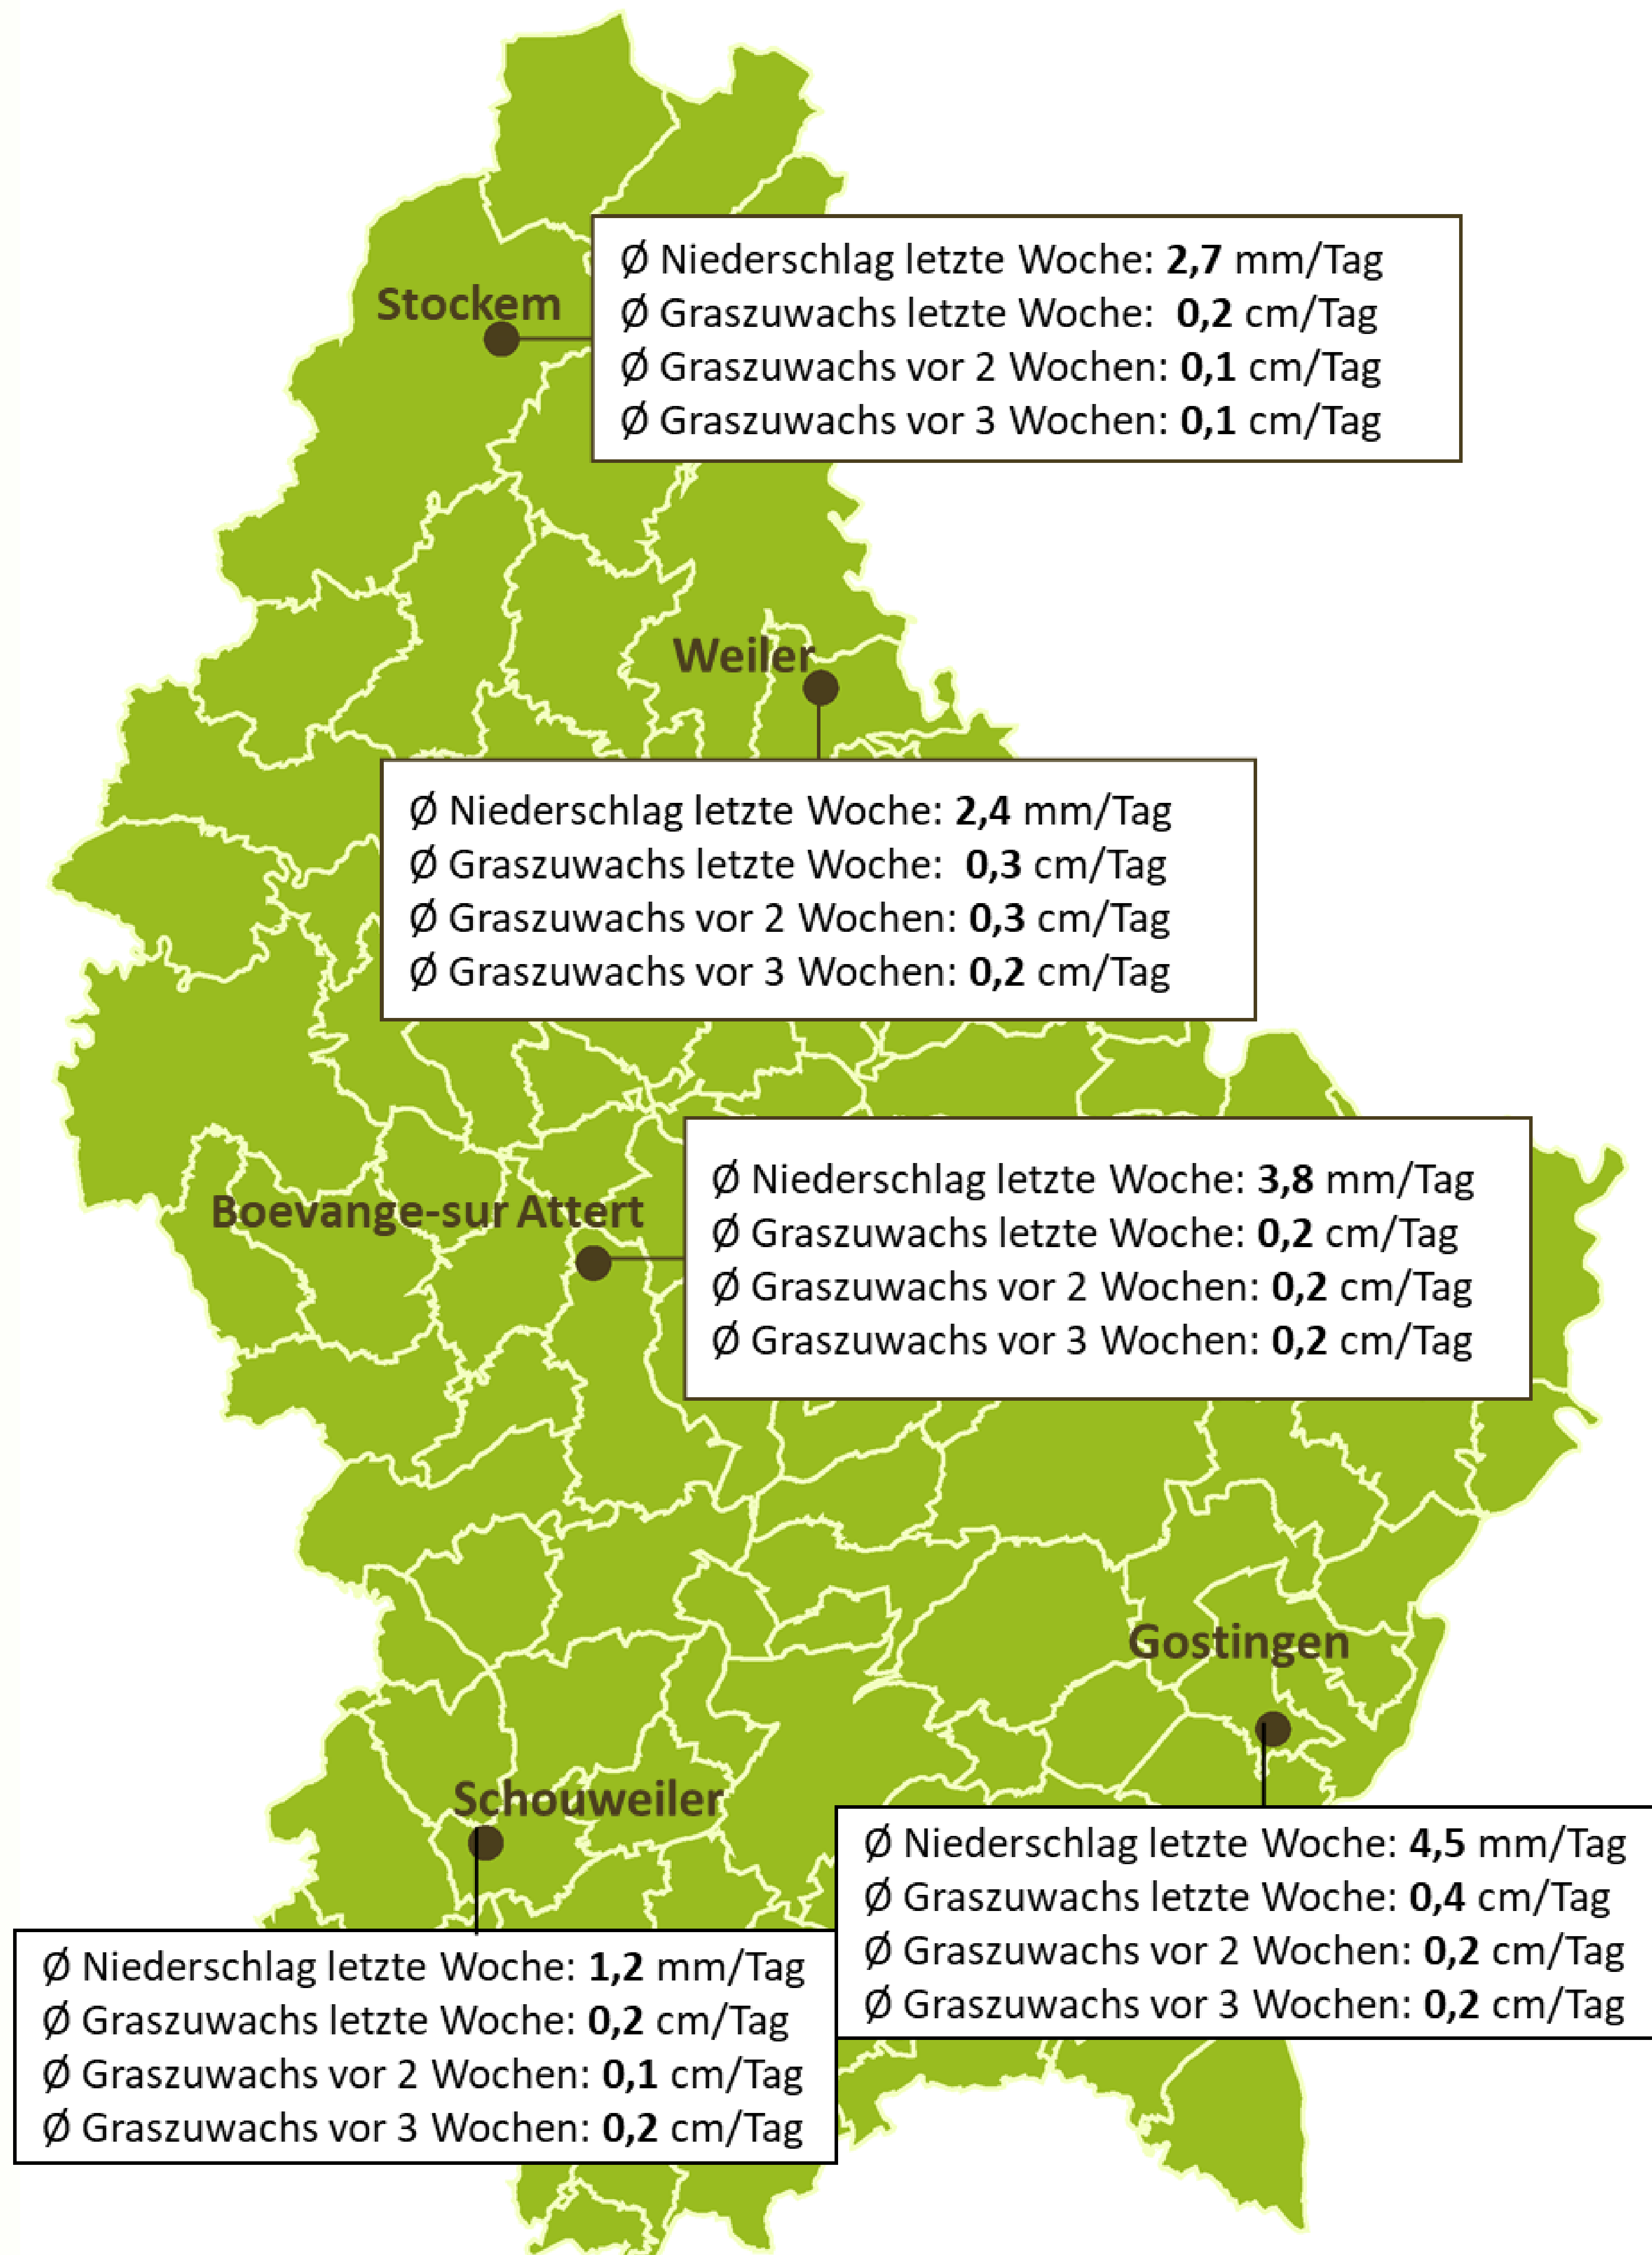 Stockem
Ø Niederschlag letzte Woche: 2,7 mm/Tag
Ø Graszuwachs letzte Woche: 0,2 cm/Tag
Ø Graszuwachs vor 2 Wochen: 0,1 cm/Tag
Ø Graszuwachs vor 3 Wochen: 0,1 cm/Tag
Weiler
Ø Niederschlag letzte Woche: 2,4 mm/Tag
Ø Graszuwachs letzte Woche: 0,3 cm/Tag
Ø Graszuwachs vor 2 Wochen: 0,3 cm/Tag
Ø Graszuwachs vor 3 Wochen: 0,2 cm/Tag
Boevange-sur Attert
Ø Niederschlag letzte Woche: 3,8 mm/Tag
Ø Graszuwachs letzte Woche: 0,2 cm/Tag
Ø Graszuwachs vor 2 Wochen: 0,2 cm/Tag
Ø Graszuwachs vor 3 Wochen: 0,2 cm/Tag
Gostingen
Ø Niederschlag letzte Woche: 4,5 mm/Tag
Ø Graszuwachs letzte Woche: 0,4 cm/Tag
Ø Graszuwachs vor 2 Wochen: 0,2 cm/Tag
Ø Graszuwachs vor 3 Wochen: 0,2 cm/Tag
Schouweiler
Ø Niederschlag letzte Woche: 1,2 mm/Tag
Ø Graszuwachs letzte Woche: 0,2 cm/Tag
Ø Graszuwachs vor 2 Wochen: 0,1 cm/Tag
Ø Graszuwachs vor 3 Wochen: 0,2 cm/Tag